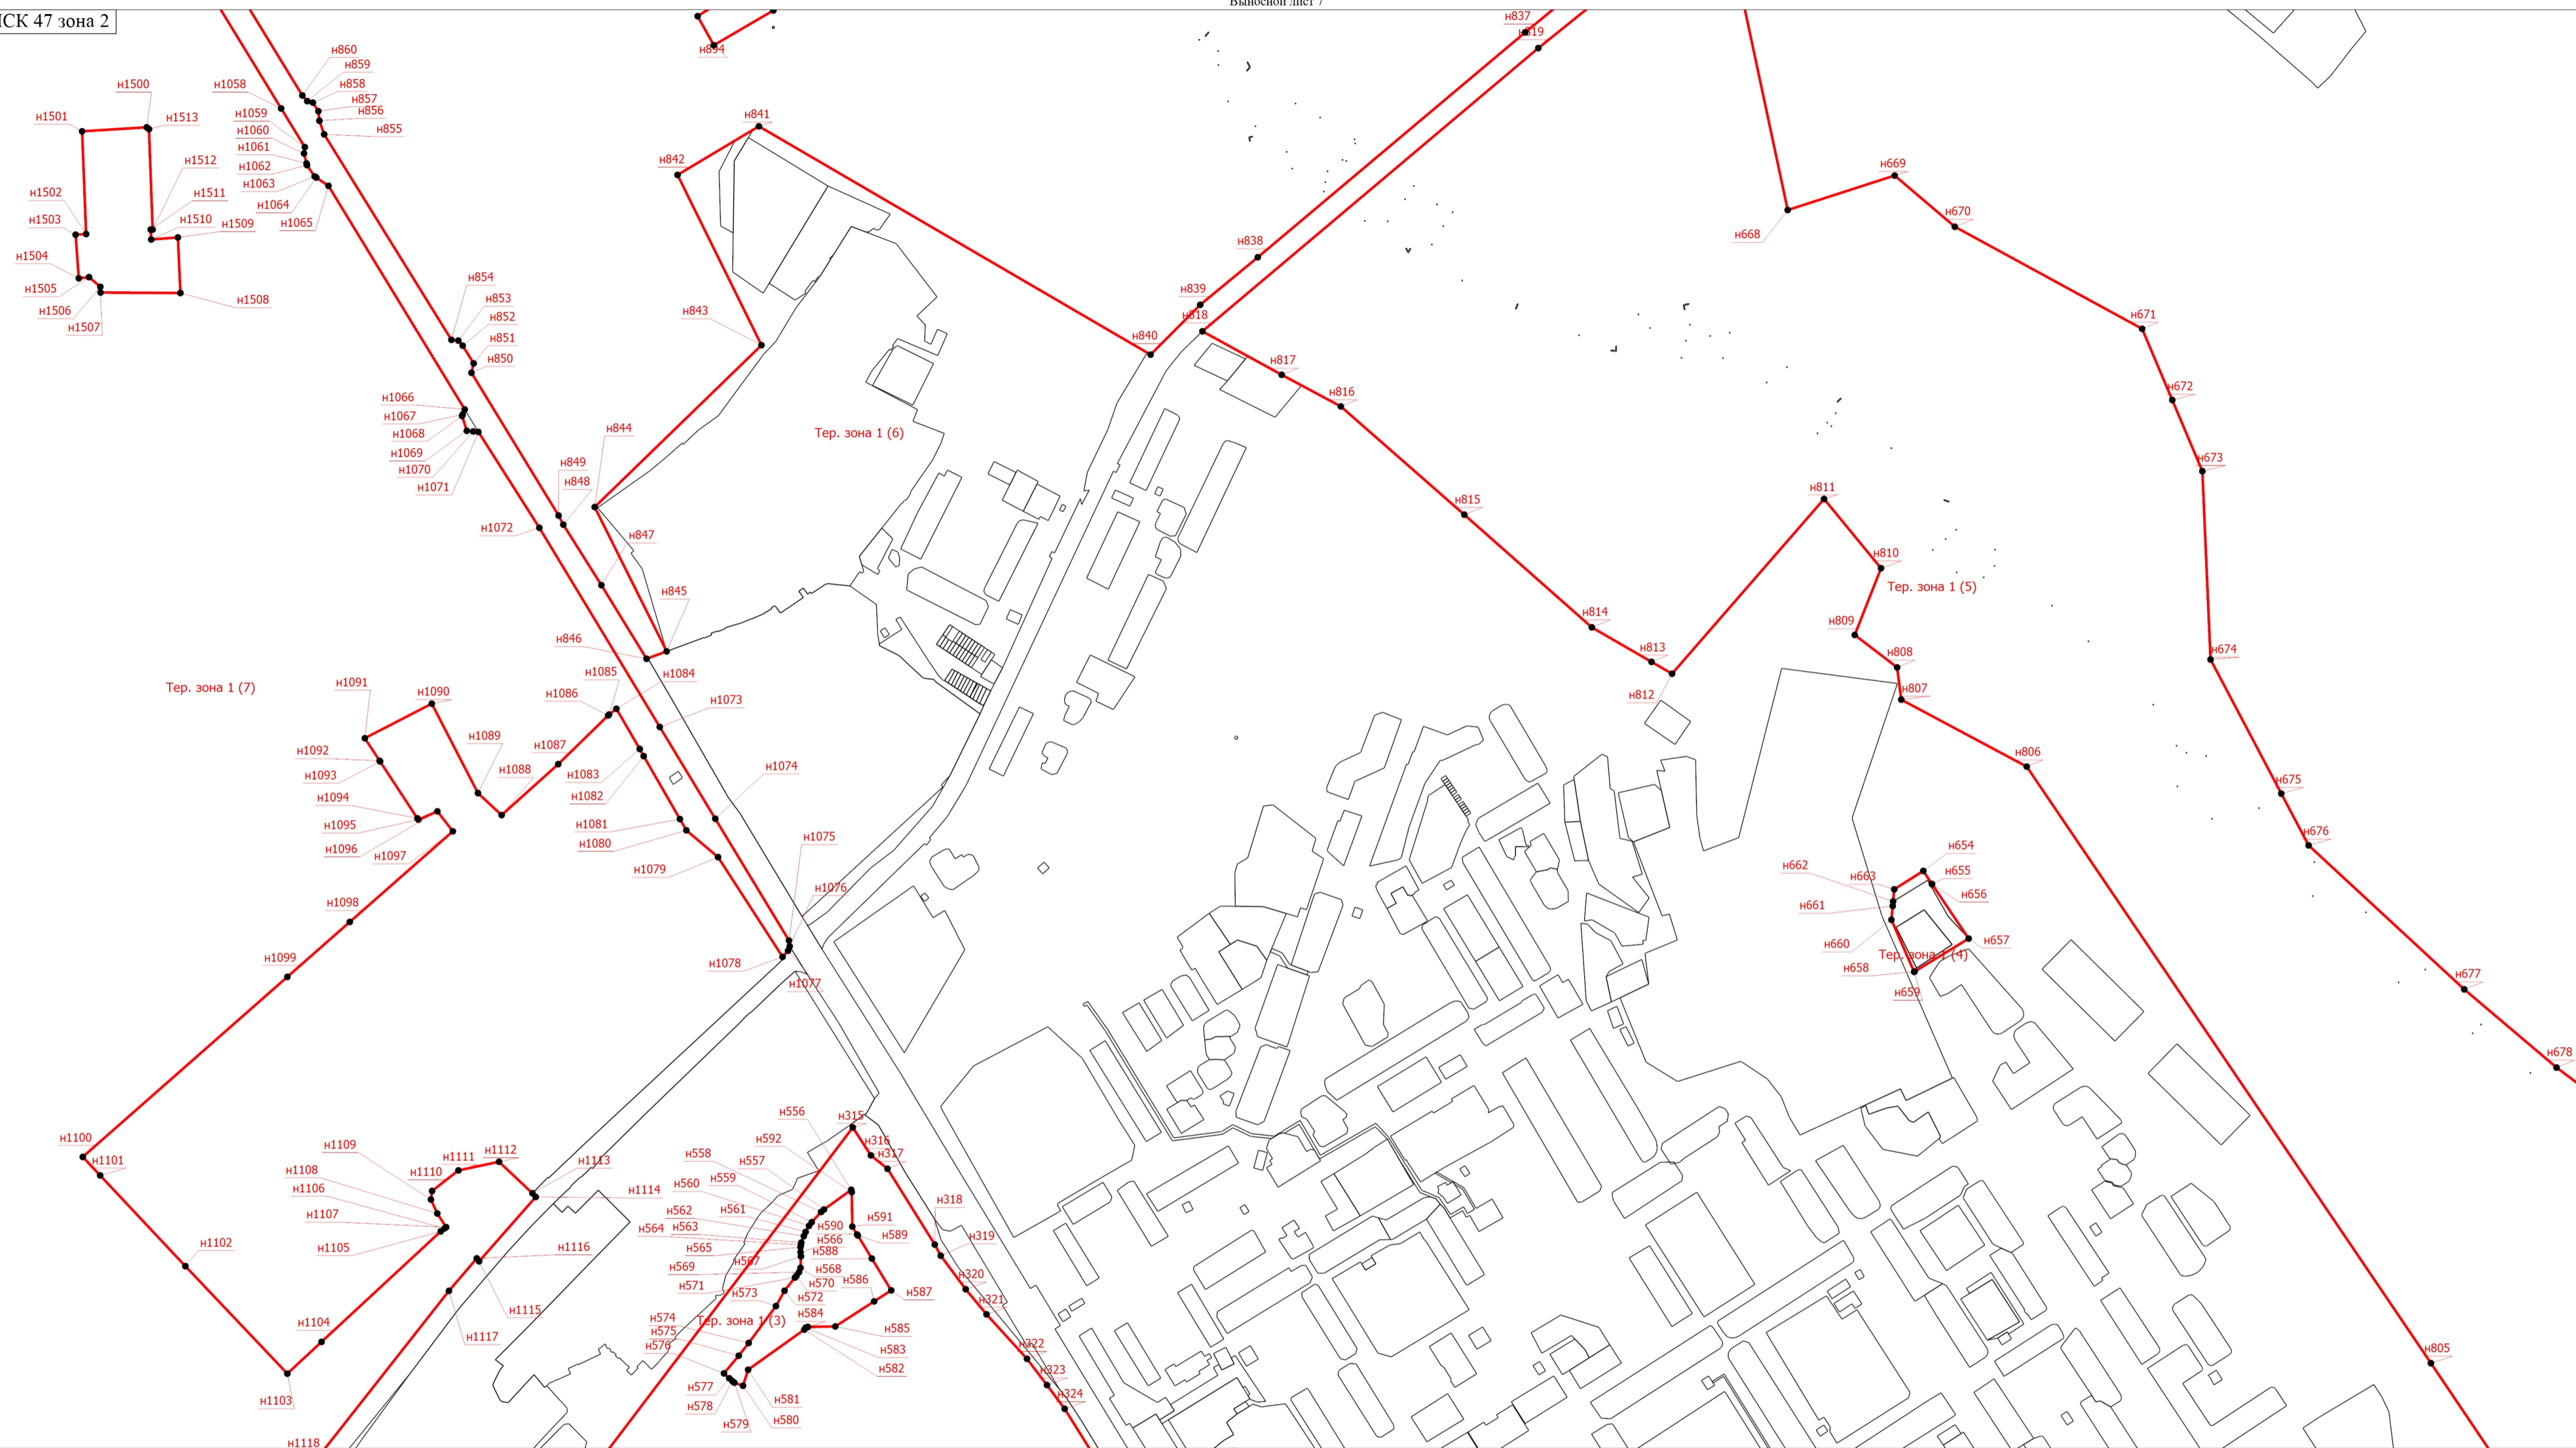 Выносной лист 7
МСК 47 зона 2
н837
н819
н894
н860
н859
н858
н857
н856
н855
н1058
н1059
н1060
н1061
н1062
н1063
н1064
н1065
н1500
н1501
н1513
н1512
н1511
н1510
н1509
н1502
н1503
н1504
н1505
н1506
н1507
н1508
н841
н842
н843
н669
н668
н670
н838
н839
н818
н840
н817
н816
н671
н672
н673
н854
н853
н852
н851
н850
н1066
н1067
н1068
н1069
н1070
н1071
н844
Тер. зона 1 (6)
н849
н848
н1072
н847
н815
н811
н810
Тер. зона 1 (5)
н845
н846
н814
н809
н813
н808
н812
н807
н674
Тер. зона 1 (7)
н1091
н1090
н1085
н1084
н1086
н1073
н1092
н1089
н1087
н1093
н1088
н1083
н1074
н806
н1094
н1082
н675
н1095
н1081
н1075
н676
н1096
н1080
н1097
н1079
н1076
н654
н662
н663
н655
н656
н661
н1098
н660
н657
Тер. зона 1 (4)
н658
н659
н1099
н1078
н1077
н677
н678
н556
н315
н1100
н1101
н1109
н1111
н1112
н592
н316
н317
н1108
н1110
н1113
н558
н557
н1106
н1114
н560
н559
н318
н1107
н562
н561
н591
н1105
н564
н563
н590
н589
н319
н1102
н1116
н565
н566
н588
н569
н567
н568
н320
н571
н570
н586
н587
н573
н572
н321
н1115
н574
Тер. зона 1 (3)
н584
н585
н1104
н1117
н575
н583
н576
н582
н322
н323
н324
н805
н1103
н577
н581
н578
н580
н579
н1118